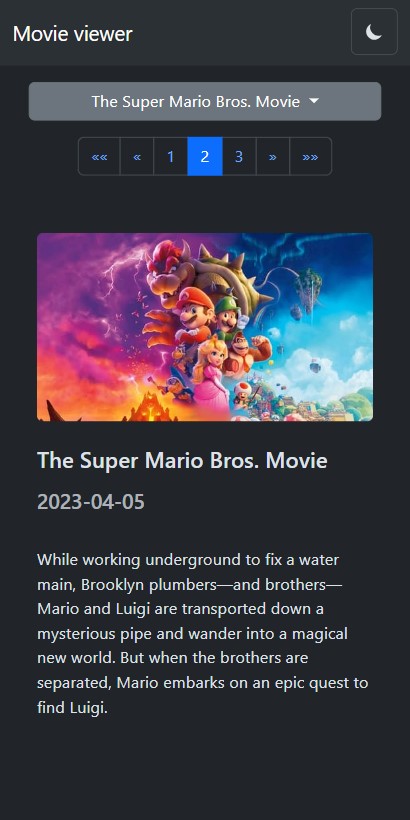 Movie viewer
The Super Mario Bros. Movie
«« « 1 2 3 » »»
The Super Mario Bros. Movie
2023-04-05
While working underground to fix a water
main, Brooklyn plumbers—and brothers—
Mario and Luigi are transported down a
mysterious pipe and wander into a magical
new world. But when the brothers are
separated, Mario embarks on an epic quest to
find Luigi.